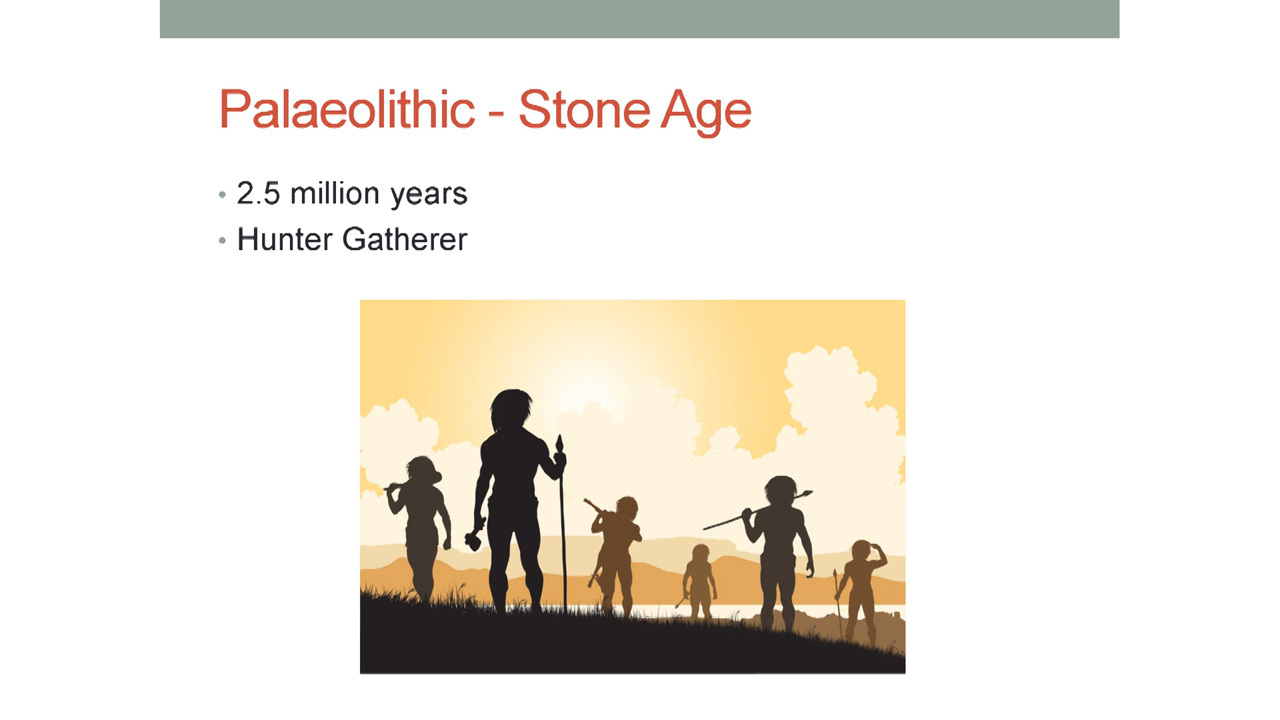 Palaeolithic - Stone Age
• 2.5 million years
• Hunter Gatherer